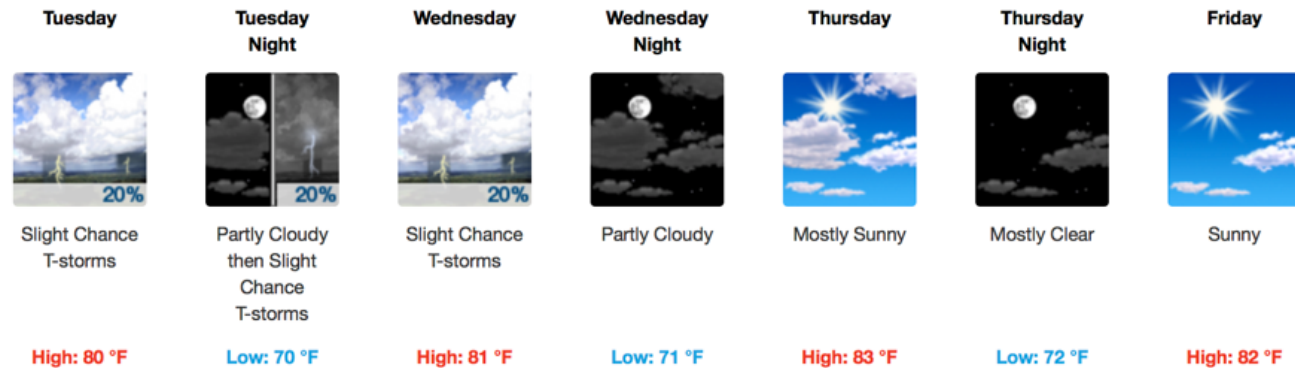 Tuesday
Tuesday
Night
Wednesday
Wednesday
Night
Thursday
Thursday
Night
Friday
20%
20%
20%
Slight Chance
T-storms
Partly Cloudy
then Slight
Chance
T-storms
Slight Chance
T-storms
Partly Cloudy
Mostly Sunny
Mostly Clear
Sunny
High: 80 °F
Low: 70 °F
High: 81 °F
Low: 71 °F
High: 83 °F
Low: 72 °F
High: 82 °F